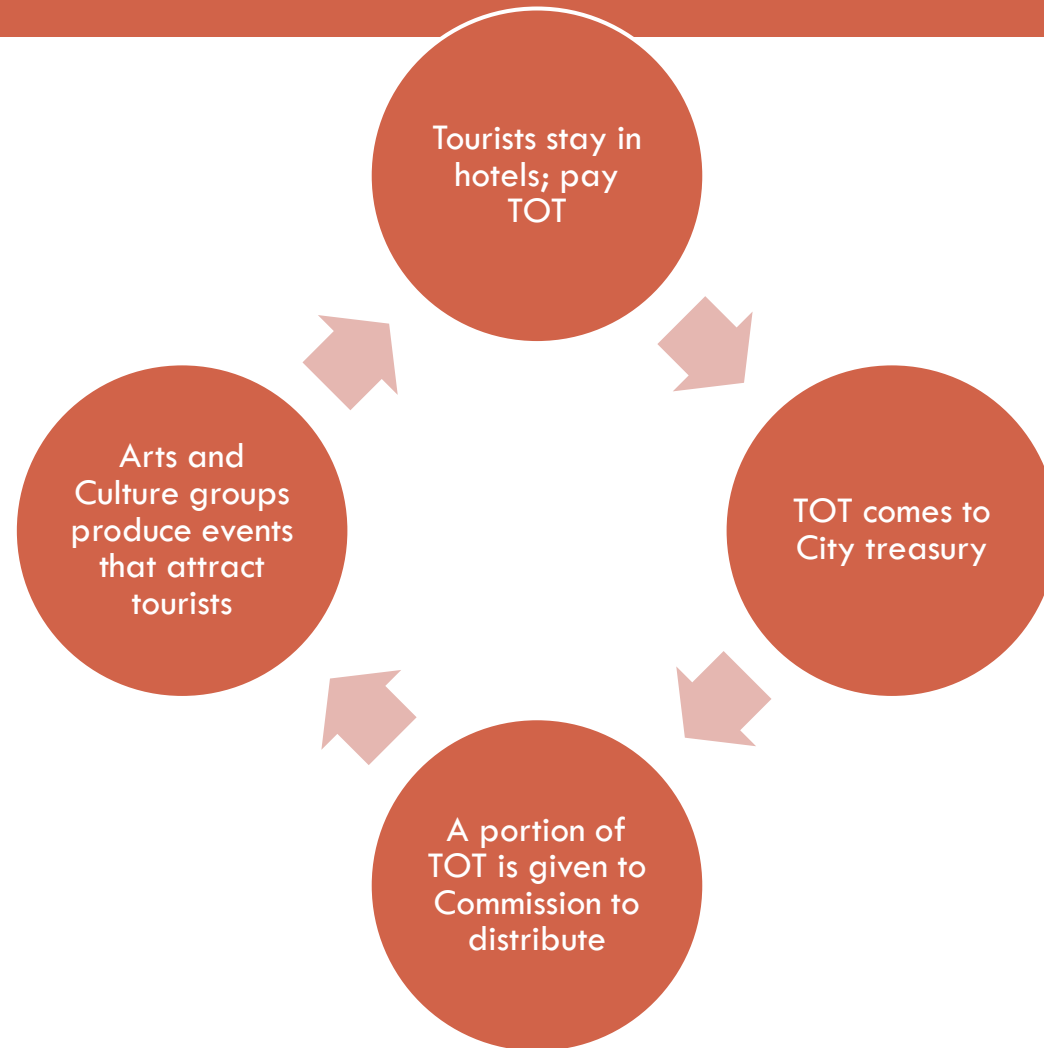 Tourists stay in
hotels; pay
TOT
TOT comes to
City treasury
A portion of
TOT is given to
Commission to
distribute
Arts and
Culture groups
produce events
that attract
tourists